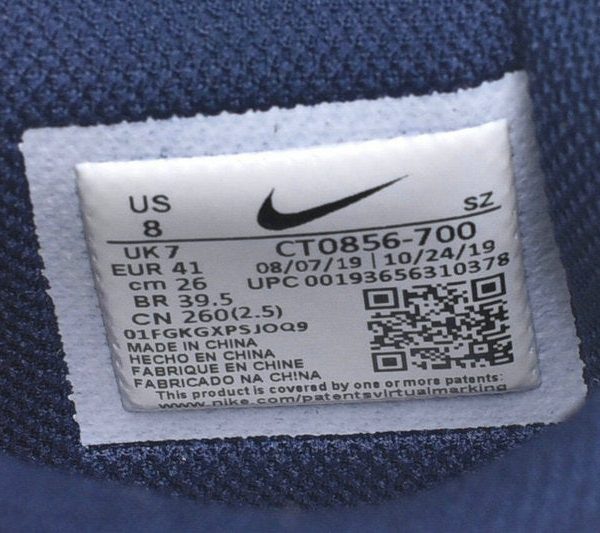 US SZ
8
UK 7 CT0856-700
EUR 41 08/07/19 | 10/24/19
cm 26 UPC 00193656310378
BR 39.5
CN 260(2.5)
01FGKGXPSJOQ9
MADE IN CHINA
HECHO EN CHINA
FABRIQUE EN CHINE
FABRICADO NA CHINA
This product is covered by one or more patents:
www.nike.com/patentsvirtualmarking